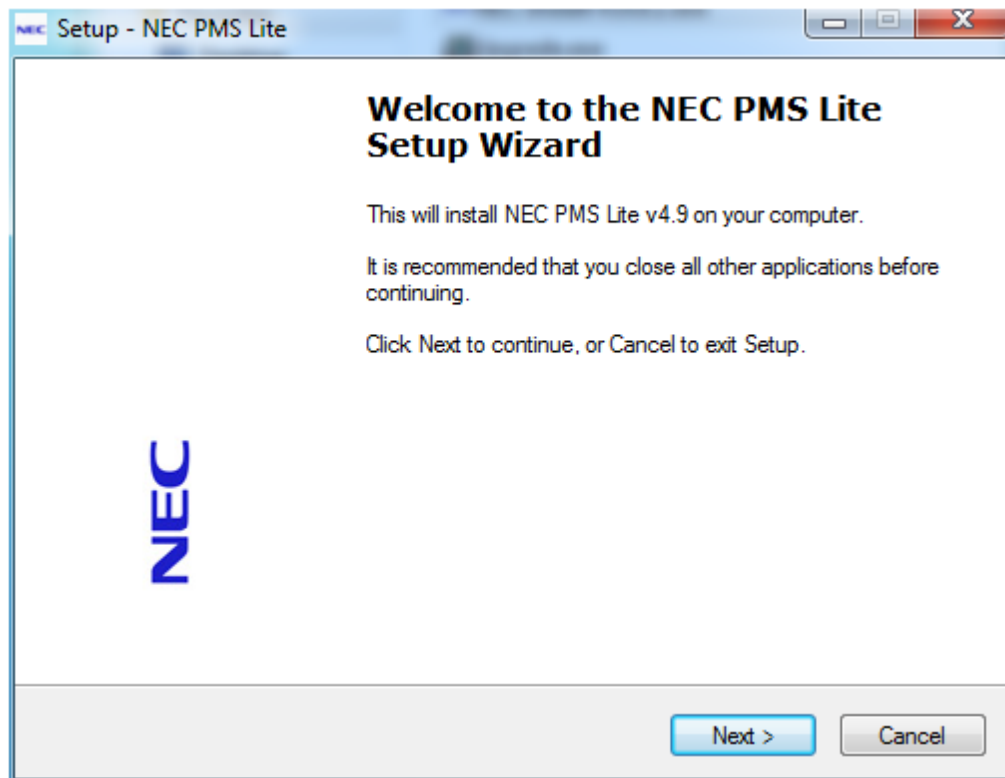 NEC Setup - NEC PMS Lite
Welcome to the NEC PMS Lite
Setup Wizard
This will install NEC PMS Lite v4.9 on your computer.
It is recommended that you close all other applications before
continuing.
Click Next to continue, or Cancel to exit Setup.
NEC
Next >
Cancel